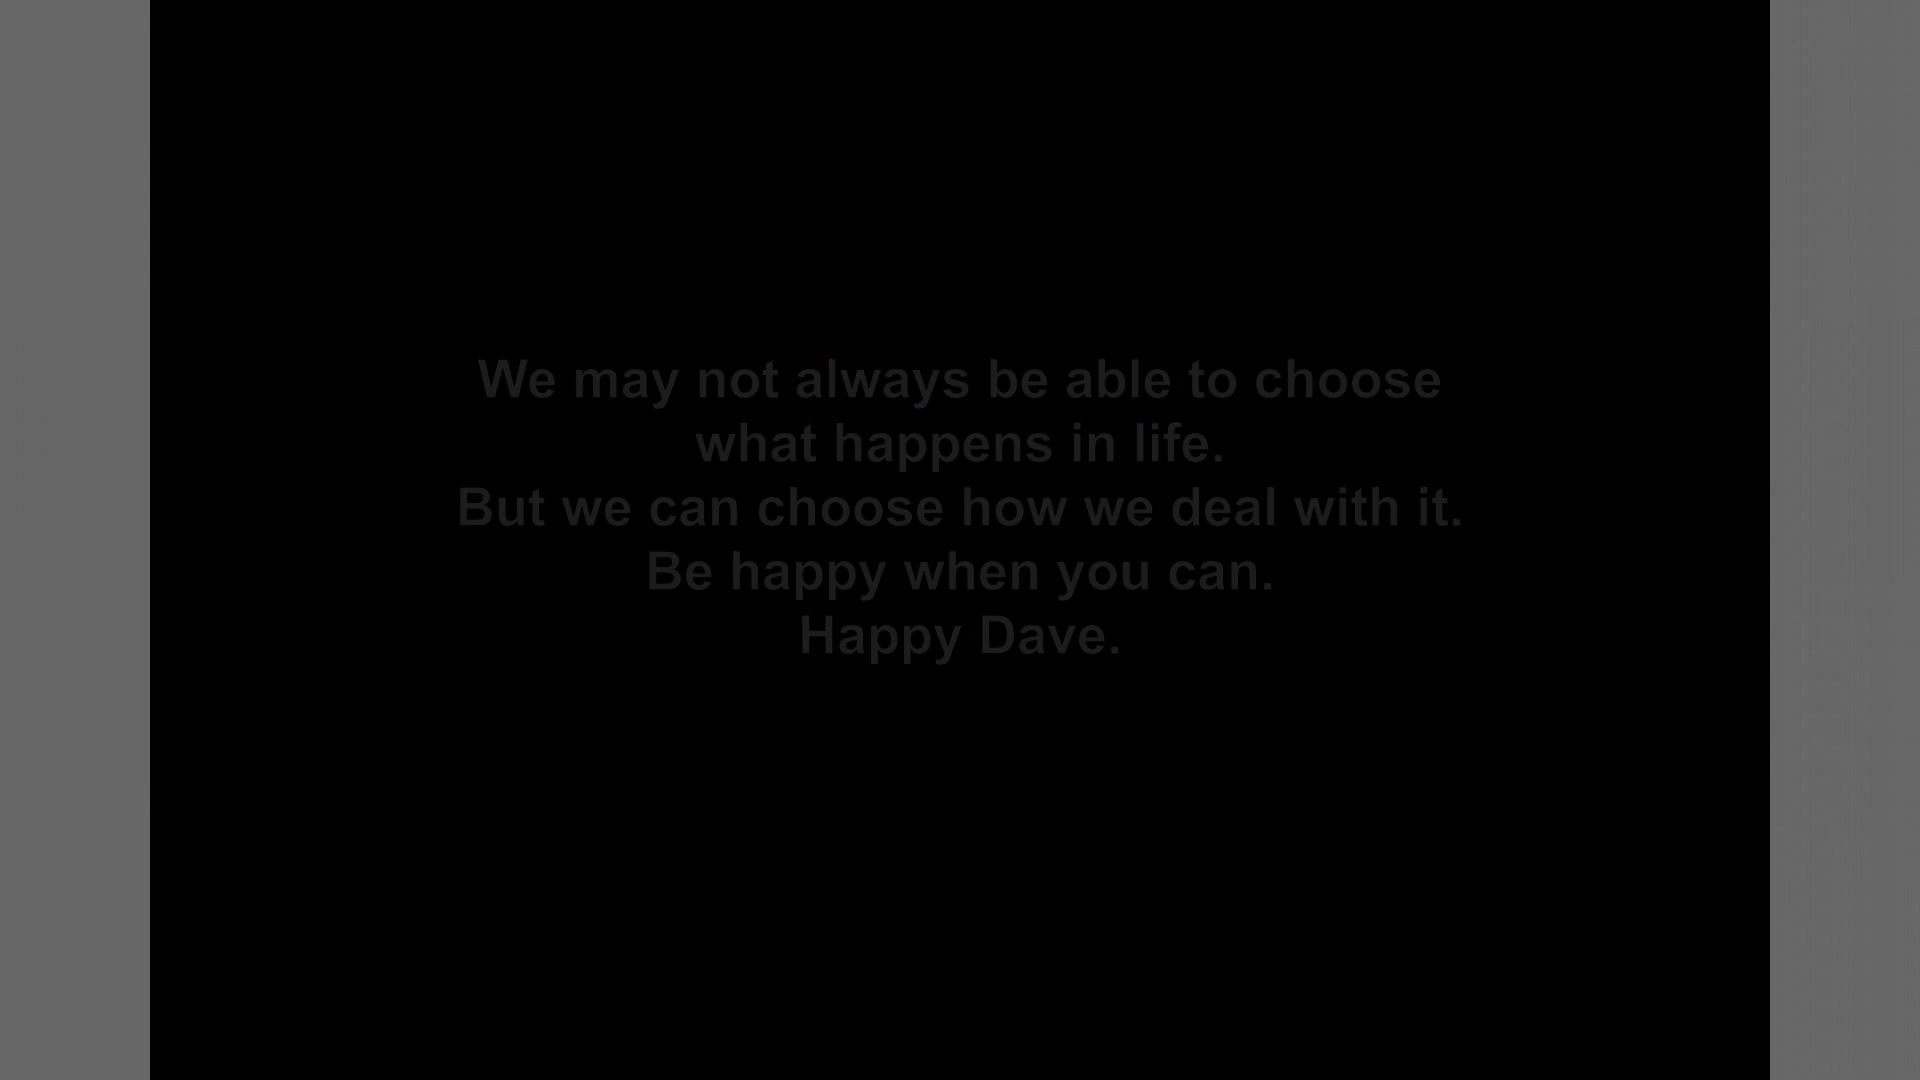 We may not always be able to choose
what happens in life.
But we can choose how we deal with it.
Be happy when you can.
Happy Dave.